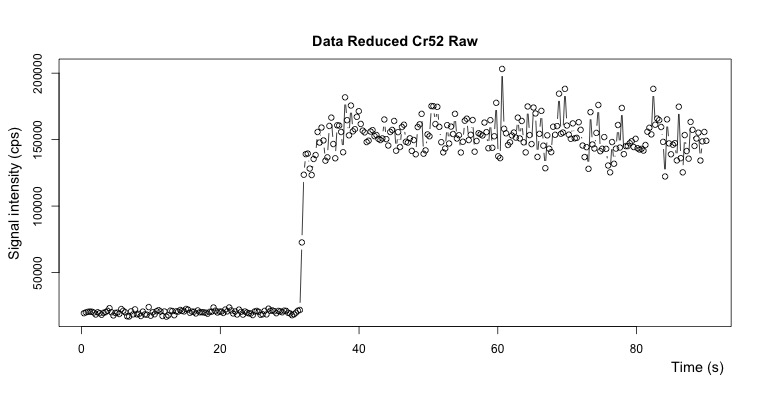 Data Reduced Cr52 Raw
Signal intensity (cps)
200000
150000
100000
50000
0 20 40 60 80
Time (s)